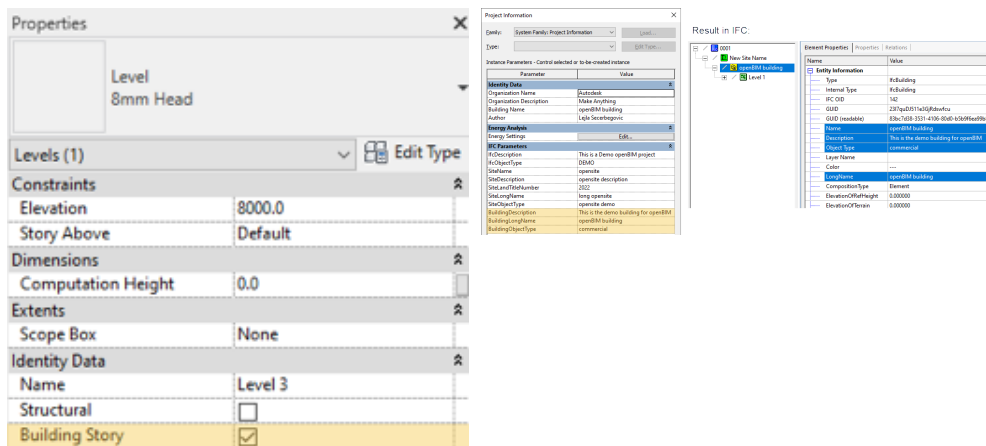 Properties
Level
8mm Head
Levels (1)
Edit Type
Constraints
Elevation 8000.0
Story Above Default
Dimensions
Computation Height 0.0
Extents
Scope Box None
Identity Data
Name Level 3
Structural
Building Story
Project Information
Family: System Family: Project Information Load...
Type: Edit Type...
Instance Parameters - Control selected or to-be-created instance
Parameter Value
Identity Data
Organization Name Autodesk
Organization Description Make Anything
Building Name openBIM building
Author Lejla Secerbegovic
Energy Analysis
Energy Settings Edit...
IFC Parameters
IfcDescription This is a Demo openBIM project
IfcObjectType DEMO
SiteName opensite
SiteDescription opensite description
SiteLandTitleNumber 2022
SiteLongName long opensite
SiteObjectType opensite demo
BuildingDescription This is the demo building for openBIM
BuildingLongName openBIM building
BuildingObjectType commercial
Result in IFC:
0001
New Site Name
openBIM building
Level 1
Element Properties Properties Relations
Name Value
Entity Information
Type IfcBuilding
Internal Type IfcBuilding
IFC OID 142
GUID
GUID (readable)
Name openBIM building
Description This is the demo building for openBIM
Object Type commercial
Layer Name
Color ---
LongName openBIM building
CompositionType Element
ElevationOfRefHeight 0.000000
ElevationOfTerrain 0.000000